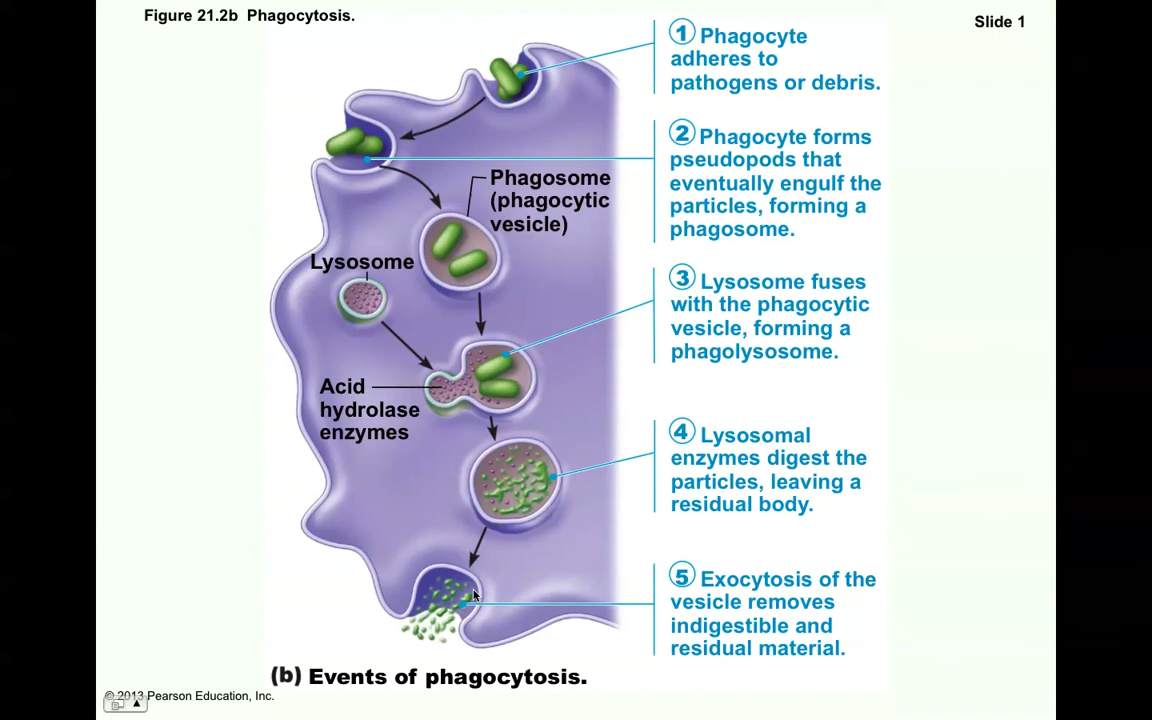 Figure 21.2b Phagocytosis.
Slide 1
① Phagocyte
adheres to
pathogens or debris.
② Phagocyte forms
pseudopods that
eventually engulf the
particles, forming a
phagosome.
Phagosome
(phagocytic
vesicle)
Lysosome
③ Lysosome fuses
with the phagocytic
vesicle, forming a
phagolysosome.
Acid
hydrolase
enzymes
④ Lysosomal
enzymes digest the
particles, leaving a
residual body.
⑤ Exocytosis of the
vesicle removes
indigestible and
residual material.
(b) Events of phagocytosis.
© 2013 Pearson Education, Inc.